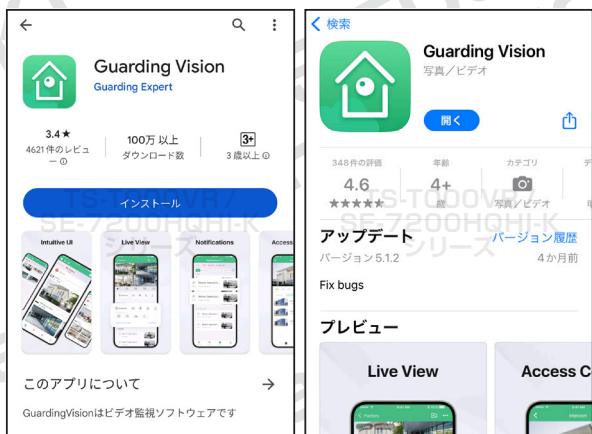 Guarding Vision
Guarding Expert
3.4★
4621件のレビュー
100万 以上
ダウンロード数
3+
3 歳以上
インストール
Intuitive UI
Live View
Notifications
Access
このアプリについて
GuardingVisionはビデオ監視ソフトウェアです
検索
Guarding Vision
写真/ビデオ
開く
348件の評価
4.6
★★★★★
年齢
4+
歳
カテゴリ
写真/ビデオ
アップデート
バージョン履歴
バージョン 5.1.2
4か月前
Fix bugs
プレビュー
Live View
Access C
TS-TODOVR/
SE-7200HQHI-K
シリーズ